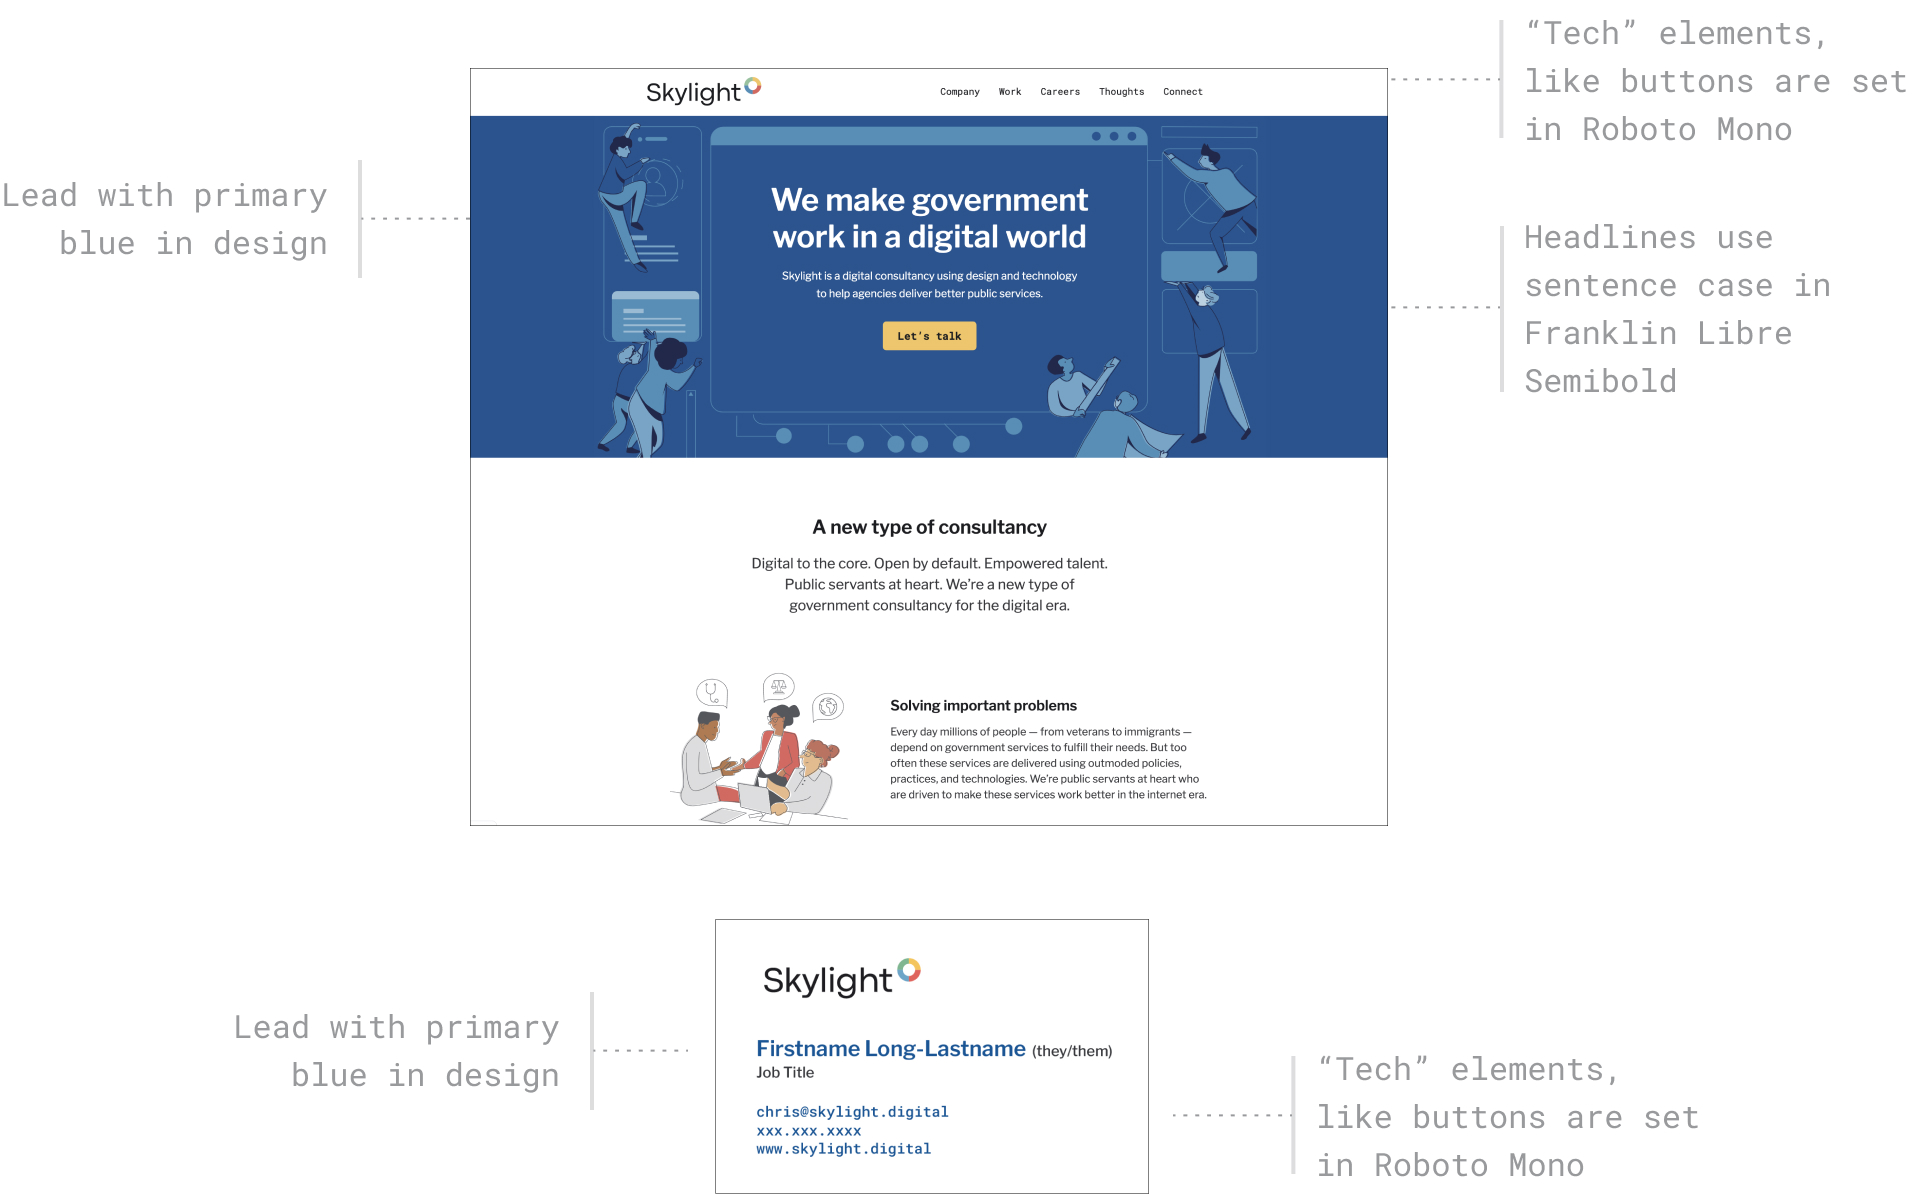 “Tech” elements,
like buttons are set
in Roboto Mono
Skylight
Company Work Careers Thoughts Connect
Lead with primary
blue in design
We make government
work in a digital world
Skylight is a digital consultancy using design and technology
to help agencies deliver better public services.
Let’s talk
Headlines use
sentence case in
Franklin Libre
Semibold
A new type of consultancy
Digital to the core. Open by default. Empowered talent.
Public servants at heart. We’re a new type of
government consultancy for the digital era.
Solving important problems
Every day millions of people — from veterans to immigrants —
depend on government services to fulfill their needs. But too
often these services are delivered using outmoded policies,
practices, and technologies. We’re public servants at heart who
are driven to make these services work better in the internet era.
Skylight
Lead with primary
blue in design
Firstname Long-Lastname (they/them)
Job Title
chris@skylight.digital
xxx.xxx.xxxx
www.skylight.digital
“Tech” elements,
like buttons are set
in Roboto Mono